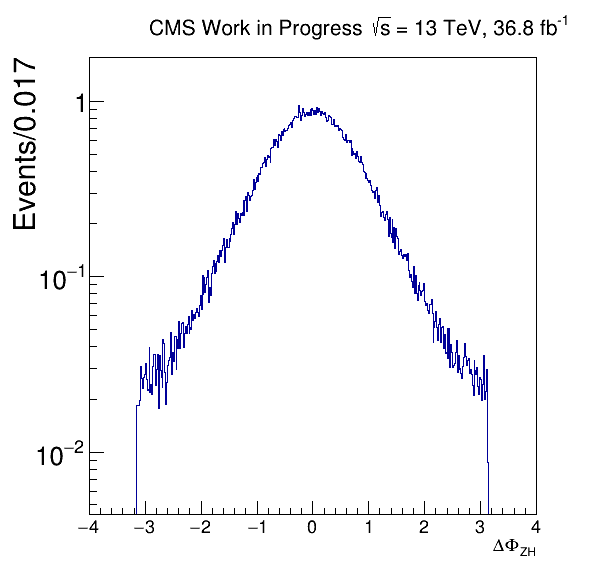 CMS Work in Progress √s = 13 TeV, 36.8 fb⁻¹
Events/0.017
1
10⁻¹
10⁻²
−4 −3 −2 −1 0 1 2 3 4
ΔΦ_ZH